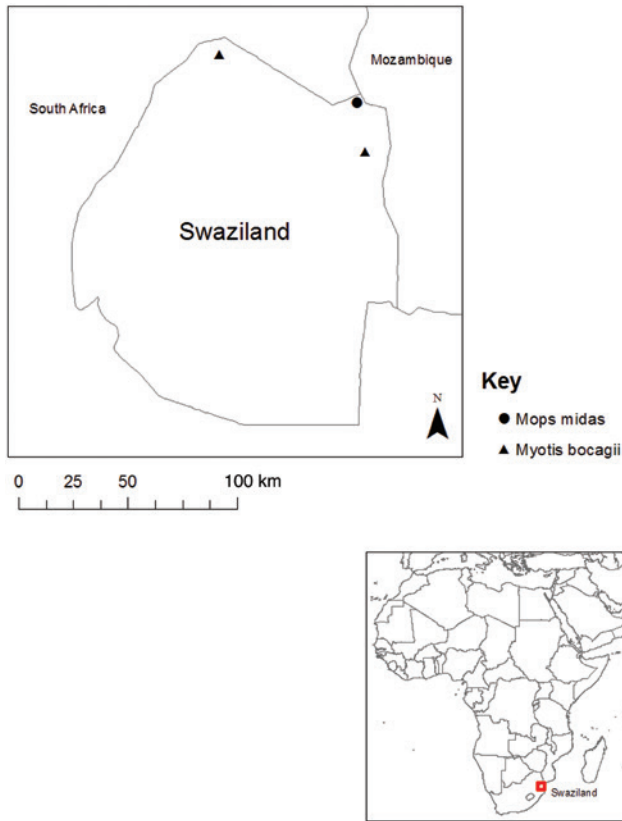 Mozambique
South Africa
Swaziland
Key
N
Mops midas
Myotis bocagii
0 25 50 100 km
Swaziland